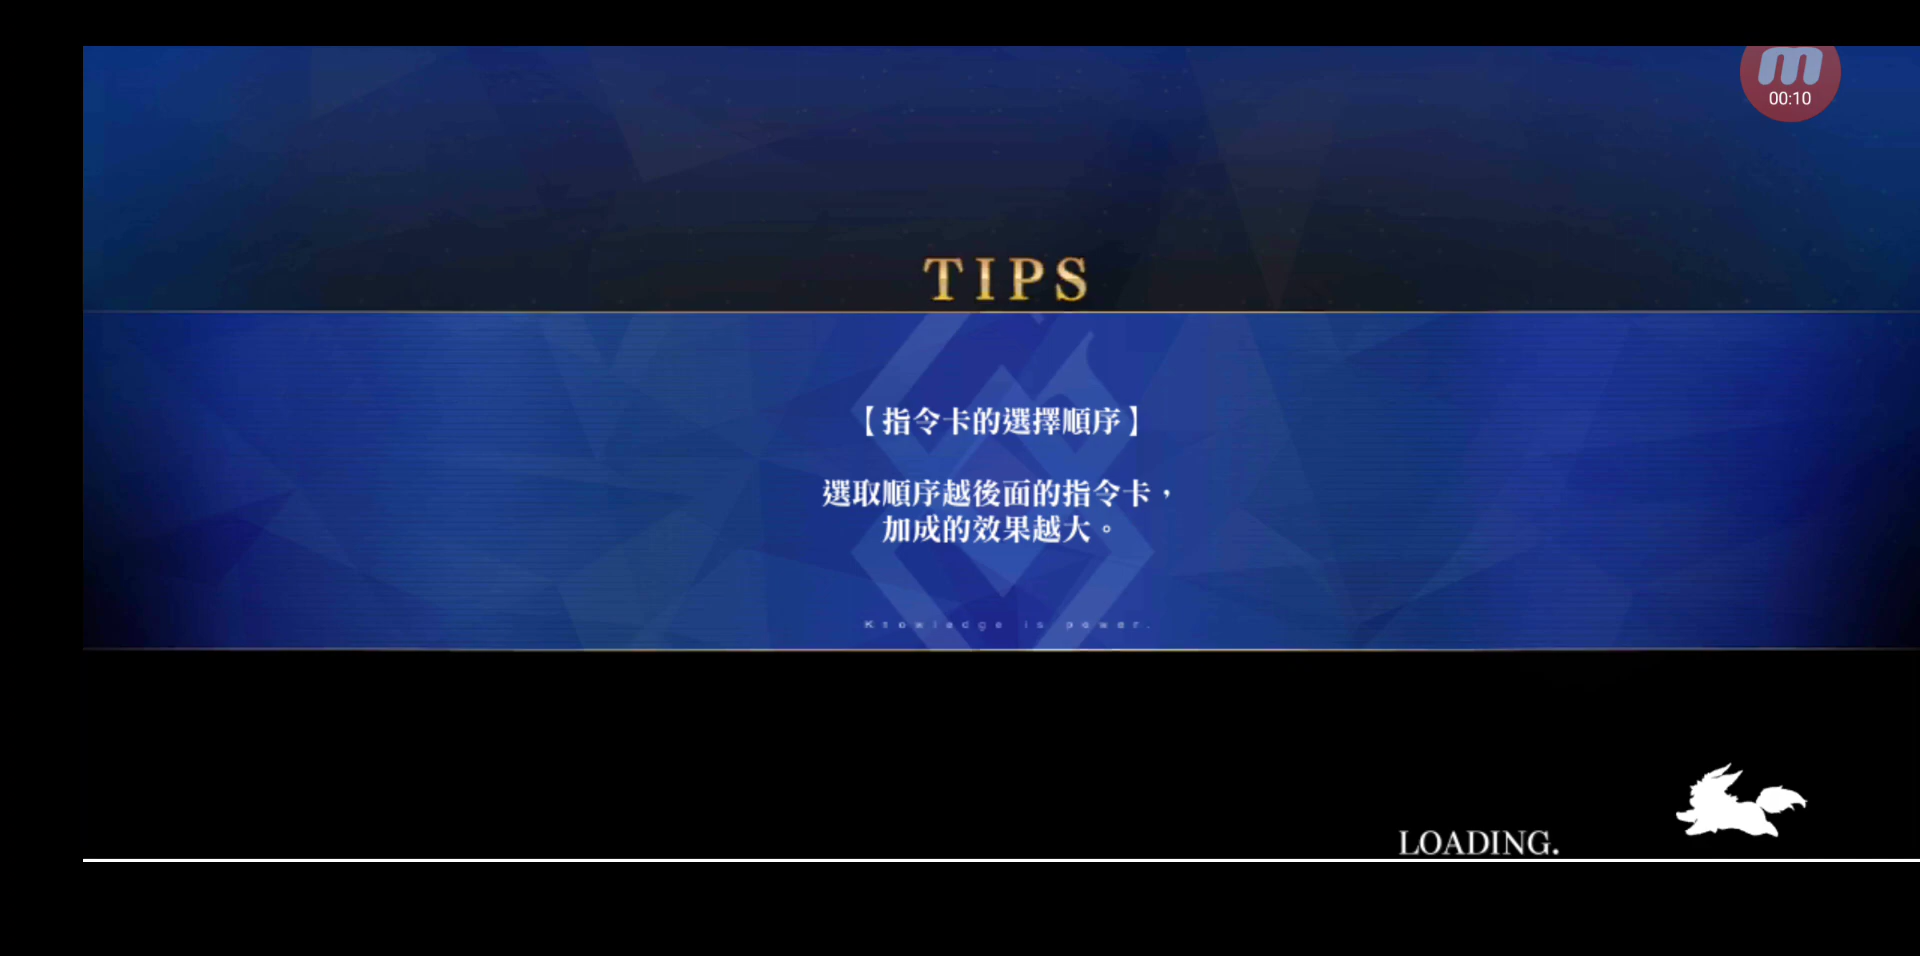 m
00:10
TIPS
【指令卡的選擇順序】
選取順序越後面的指令卡，
加成的效果越大。
Knowledge is power.
LOADING.